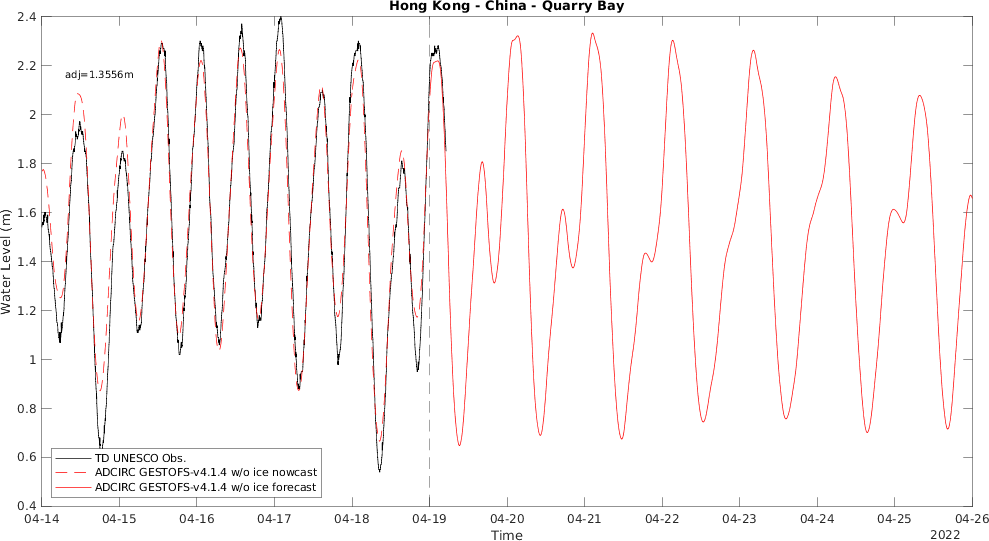 Hong Kong - China - Quarry Bay
2.4
2.2
2
1.8
1.6
1.4
1.2
1
0.8
0.6
0.4
Water Level (m)
adj=1.3556m
TD UNESCO Obs.
ADCIRC GESTOFS-v4.1.4 w/o ice nowcast
ADCIRC GESTOFS-v4.1.4 w/o ice forecast
04-14 04-15 04-16 04-17 04-18 04-19 04-20 04-21 04-22 04-23 04-24 04-25 04-26
Time
2022